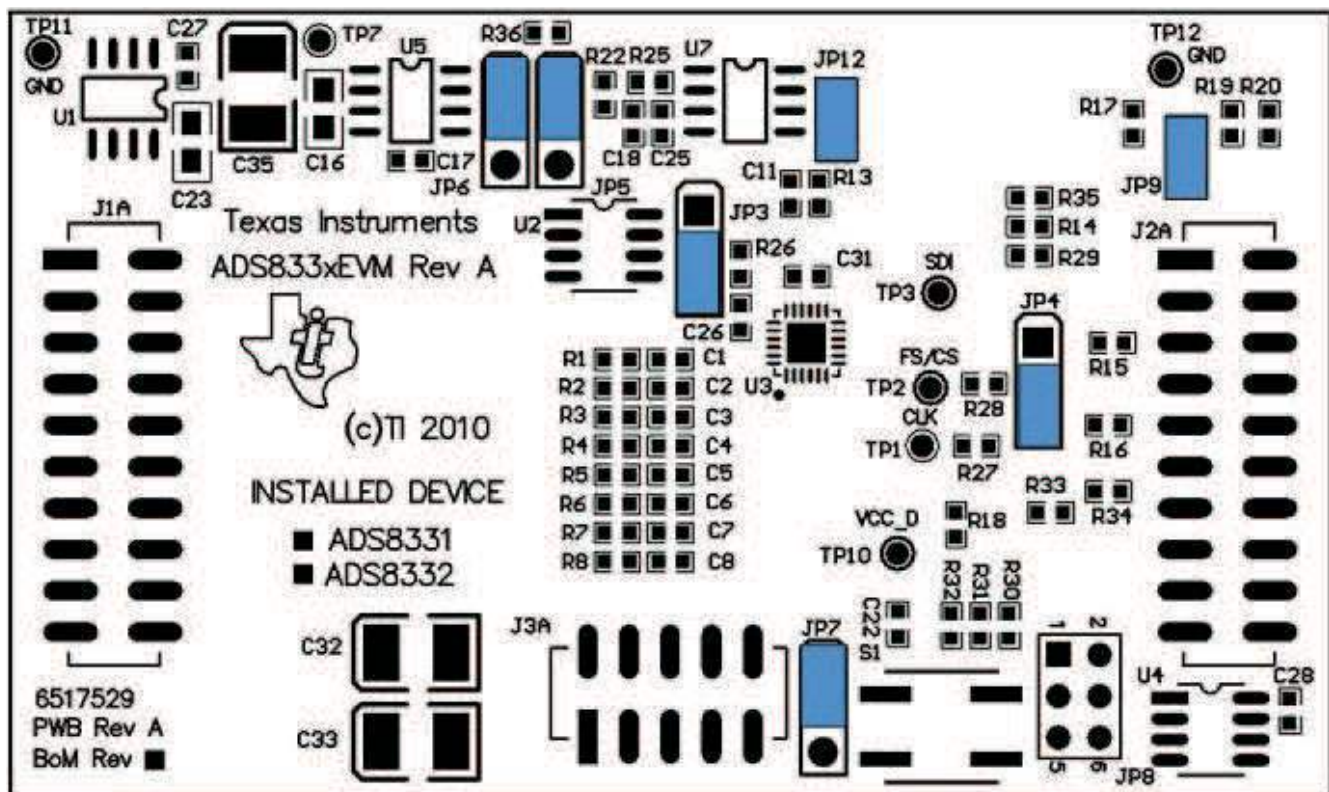 TP11
GND
U1
C27
C23
C35
TP7
C16
U5
C17
R36
JP6
JP5
R22
R25
C18
C25
U7
JP12
C11
R13
TP12
GND
R17
R19
R20
JP9
J1A
Texas Instruments
ADS833xEVM Rev A
U2
JP3
R26
C26
C31
U3
SDI
TP3
R35
R14
R29
J2A
JP4
R15
FS/CS
TP2
R28
CLK
TP1
R27
R16
R33
R34
R18
VCC_D
TP10
R1
C1
R2
C2
R3
C3
R4
C4
R5
C5
R6
C6
R7
C7
R8
C8
(c)TI 2010
INSTALLED DEVICE
ADS8331
ADS8332
C32
C33
J3A
JP7
C22
S1
R32
R31
R30
1
2
5
6
JP8
U4
C28
6517529
PWB Rev A
BoM Rev